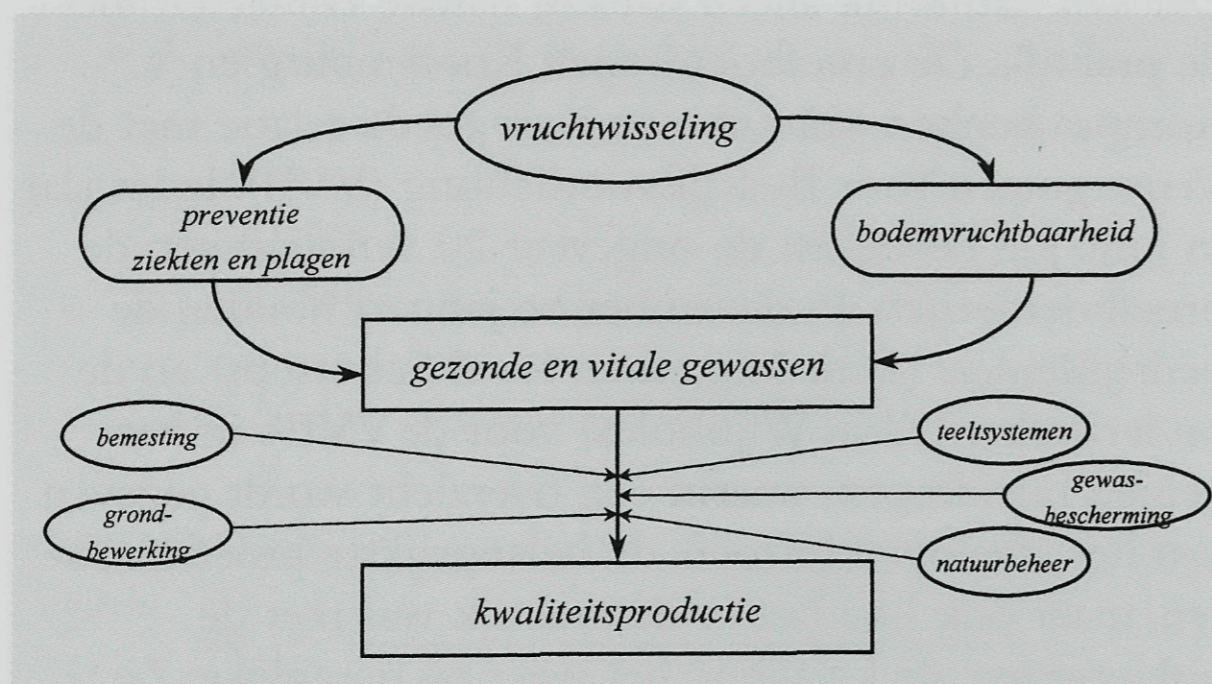 vruchtwisseling
preventie
ziekten en plagen
bodemvruchtbaarheid
gezonde en vitale gewassen
bemesting
teeltsystemen
gewas-
bescherming
grond-
bewerking
natuurbeheer
kwaliteitsproductie